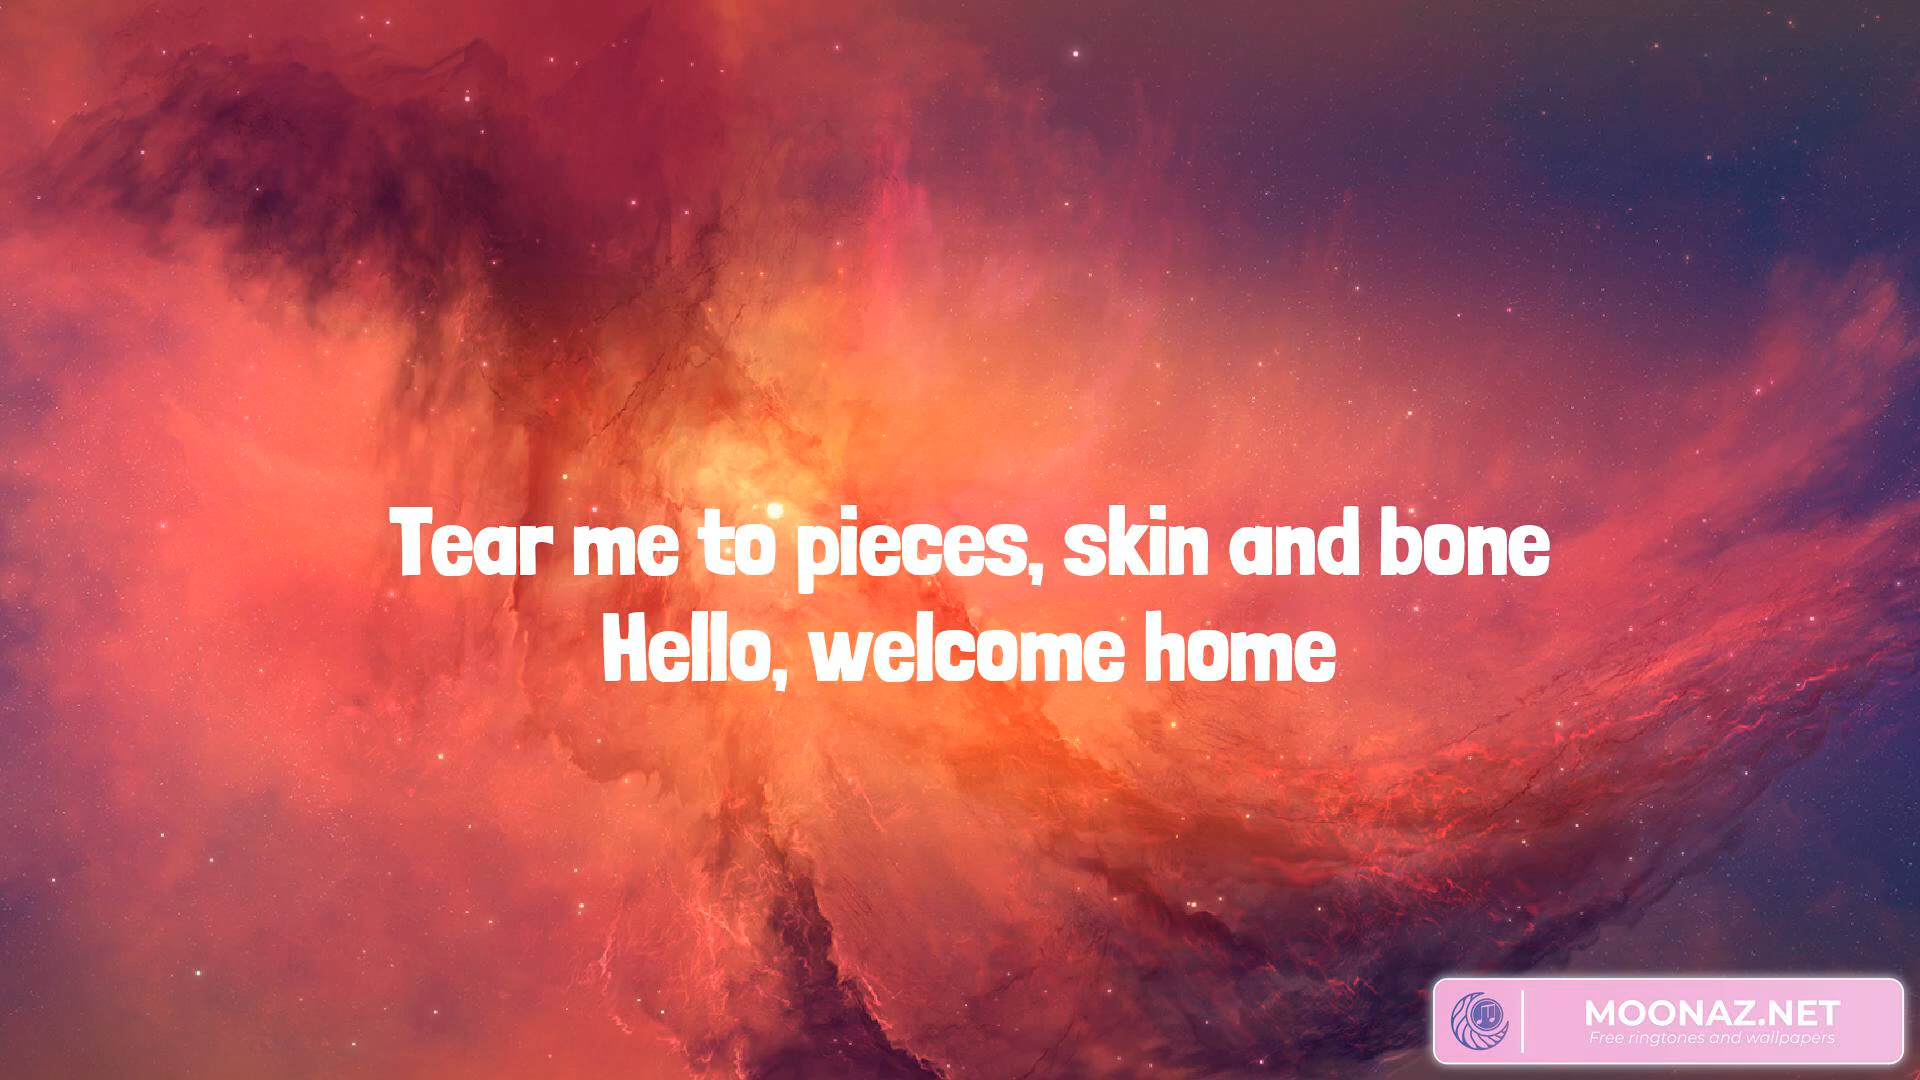 Tear me to pieces, skin and bone
Hello, welcome home
MOONAZ.NET
Free ringtones and wallpapers